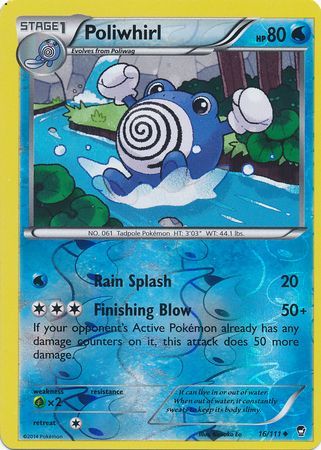 STAGE1
Poliwhirl
HP80
Evolves from Poliwag
NO. 061 Tadpole Pokémon HT: 3'03" WT: 44.1 lbs.
Rain Splash 20
Finishing Blow 50+
If your opponent's Active Pokémon already has any
damage counters on it, this attack does 50 more
damage.
weakness resistance
×2
It can live in or out of water.
When out of water, it constantly
sweats to keep its body slimy.
retreat
©2014 Pokémon
16/111